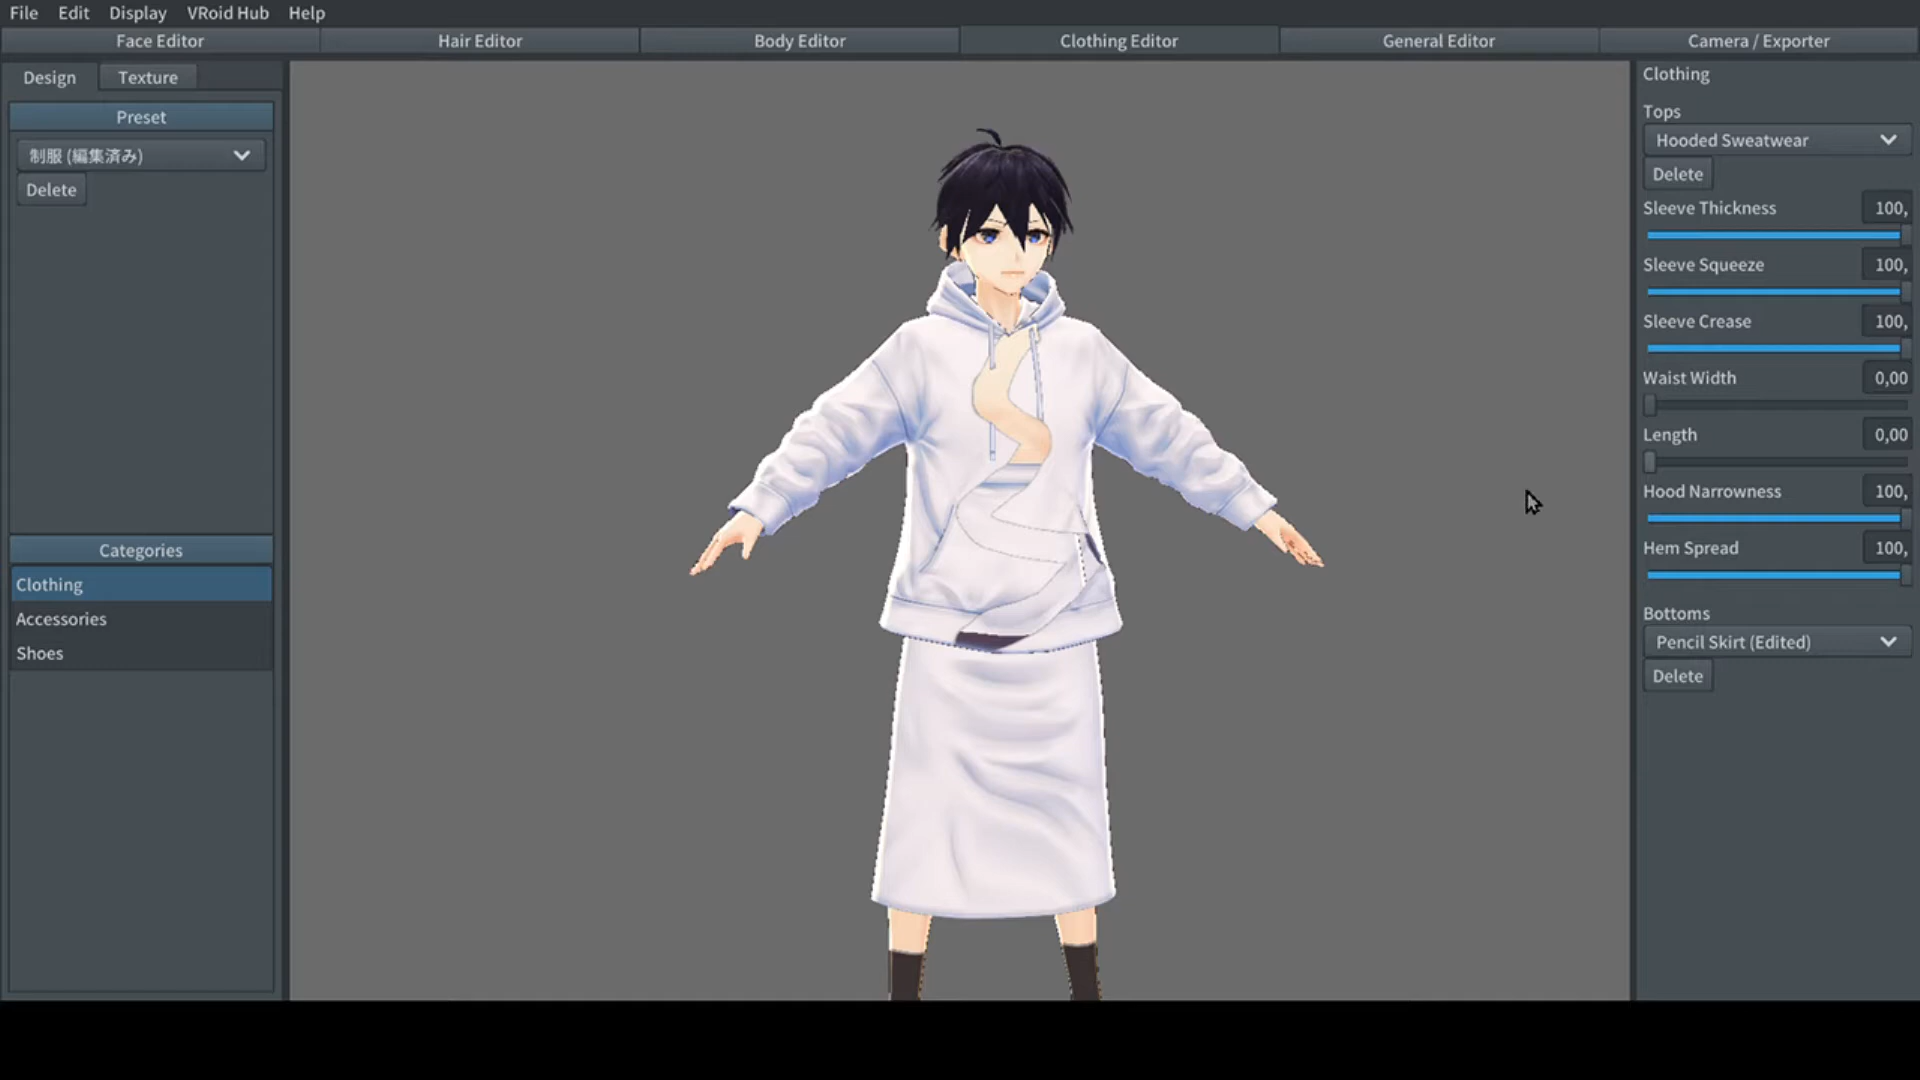 File Edit Display VRoid Hub Help
Face Editor Hair Editor Body Editor Clothing Editor General Editor Camera / Exporter
Design Texture
Preset
制服 (編集済み)
Delete
Categories
Clothing
Accessories
Shoes
Clothing
Tops
Hooded Sweatwear
Delete
Sleeve Thickness 100,
Sleeve Squeeze 100,
Sleeve Crease 100,
Waist Width 0,00
Length 0,00
Hood Narrowness 100,
Hem Spread 100,
Bottoms
Pencil Skirt (Edited)
Delete